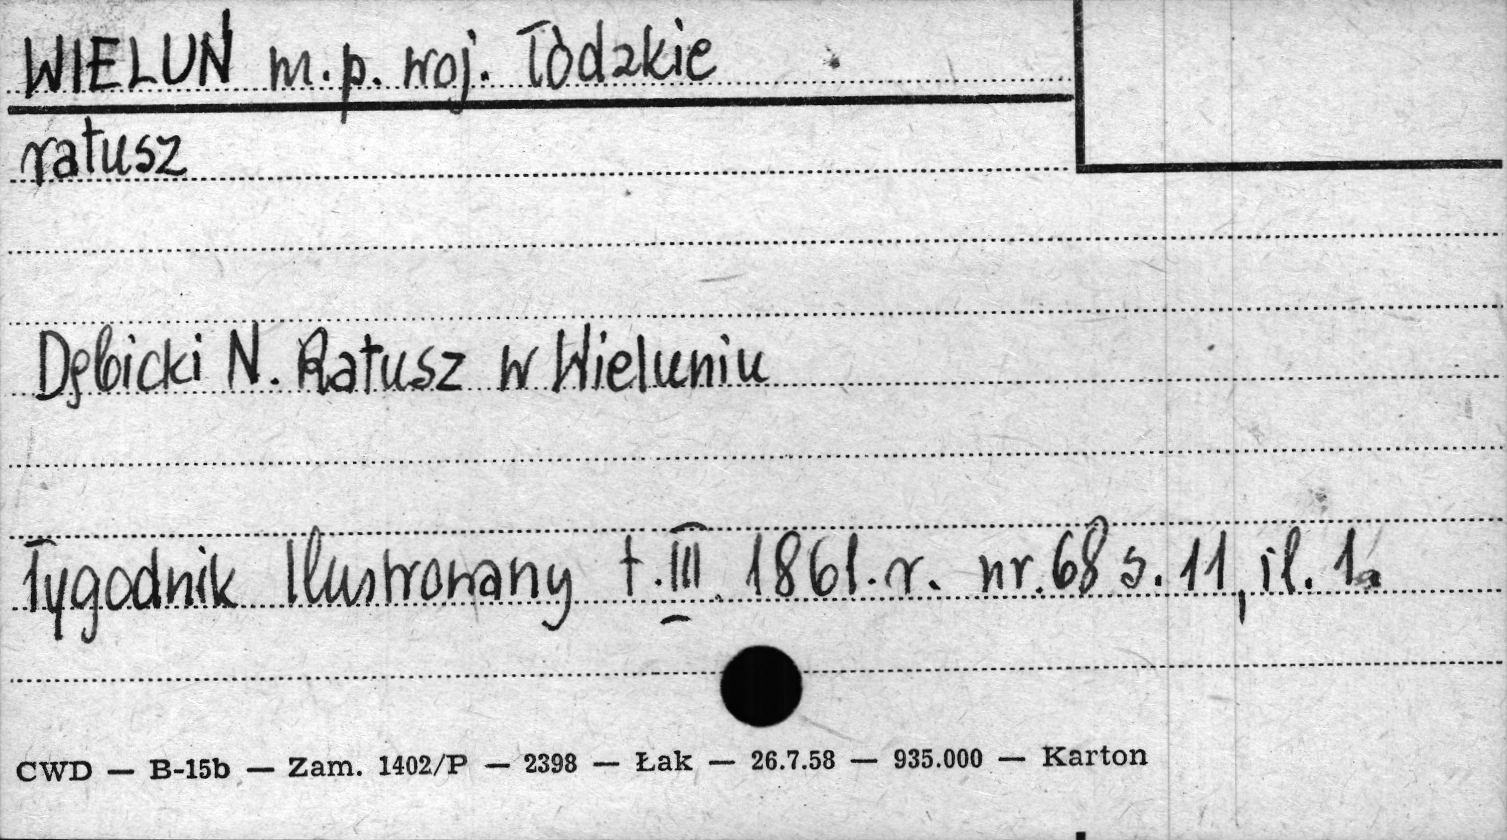 WIELUŃ m.p. woj. Łódzkie
ratusz
Dębicki N. Ratusz w Wieluniu
Tygodnik Ilustrowany t. III. 1861. r. nr. 68 s. 11, il. 1.
CWD — B-15b — Zam. 1402/P — 2398 — Łak — 26.7.58 — 935.000 — Karton